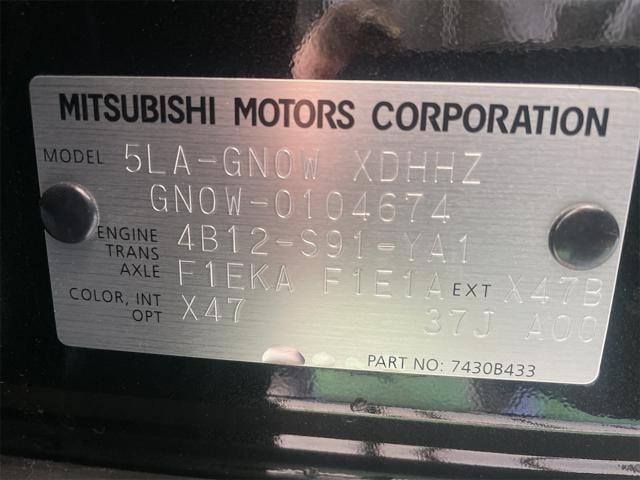 MITSUBISHI MOTORS CORPORATION
MODEL 5LA-GN0W XDHHZ
GN0W-0104674
ENGINE 4B12-S91-YA1
TRANS AXLE F1EKA F1E1A EXT X47B
COLOR, INT OPT X47 37J A00
PART NO: 7430B433